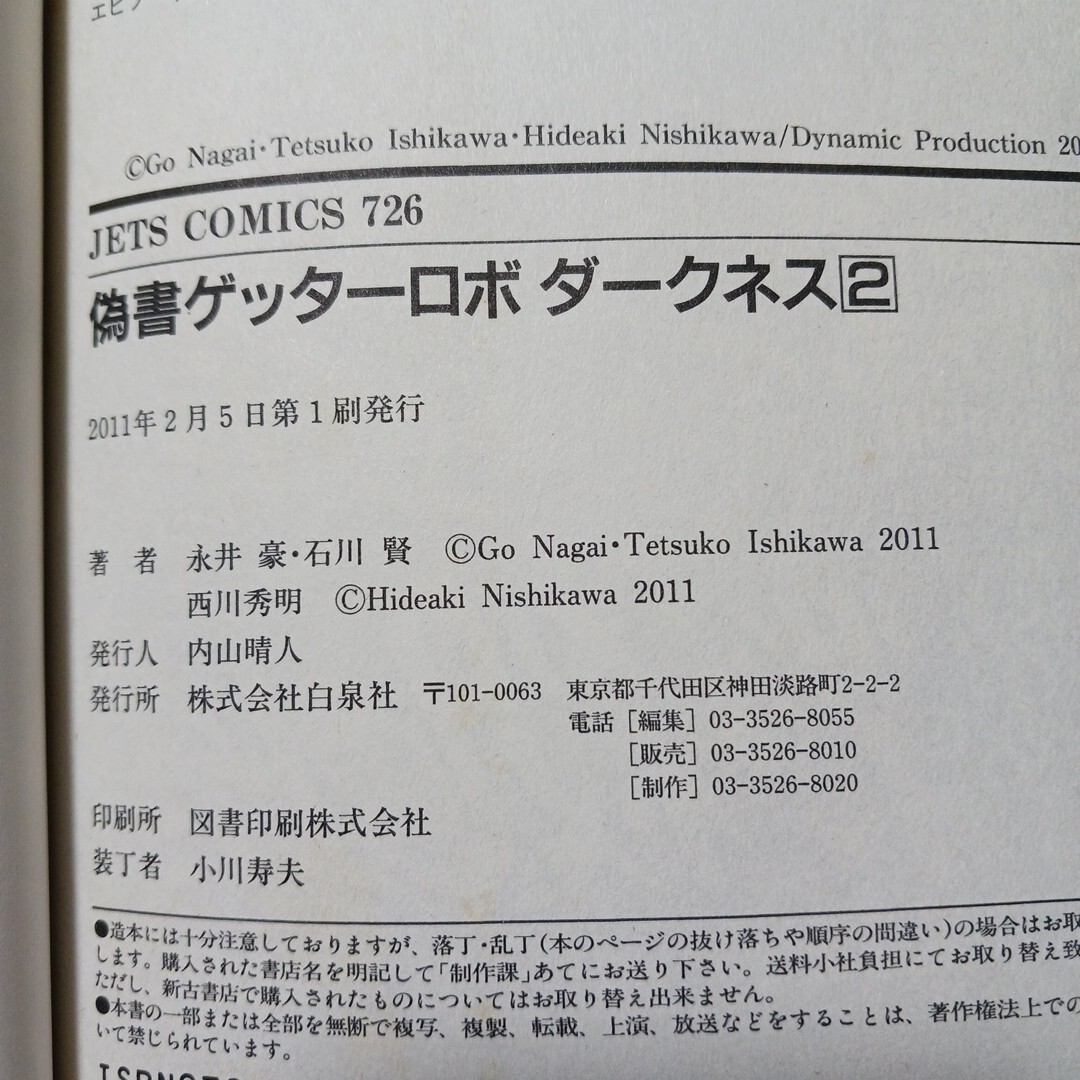 エピソ
©Go Nagai・Tetsuko Ishikawa・Hideaki Nishikawa/Dynamic Production 20
JETS COMICS 726
偽書ゲッターロボ ダークネス2
2011年2月5日第1刷発行
著 者 永井 豪・石川 賢 ©Go Nagai・Tetsuko Ishikawa 2011
西川秀明 ©Hideaki Nishikawa 2011
発行人 内山晴人
発行所 株式会社白泉社 〒101-0063 東京都千代田区神田淡路町2-2-2
電話［編集］03-3526-8055
［販売］03-3526-8010
［制作］03-3526-8020
印刷所 図書印刷株式会社
装丁者 小川寿夫
●造本には十分注意しておりますが、落丁・乱丁(本のページの抜け落ちや順序の間違い)の場合はお取
します。購入された書店名を明記して「制作課」あてにお送り下さい。送料小社負担にてお取り替え致
ただし、新古書店で購入されたものについてはお取り替え出来ません。
●本書の一部または全部を無断で複写、複製、転載、上演、放送などをすることは、著作権法上での
いて禁じられています。